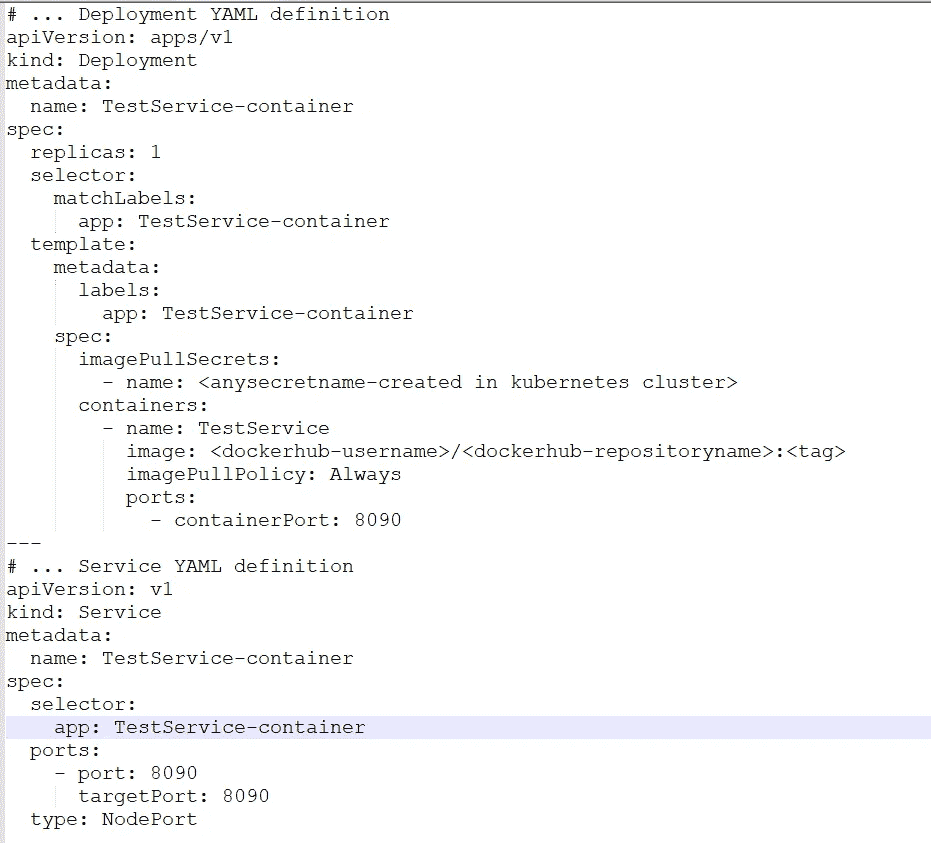 # ... Deployment YAML definition
apiVersion: apps/v1
kind: Deployment
metadata:
  name: TestService-container
spec:
  replicas: 1
  selector:
    matchLabels:
      app: TestService-container
  template:
    metadata:
      labels:
        app: TestService-container
    spec:
      imagePullSecrets:
        - name: <anysecretname-created in kubernetes cluster>
      containers:
        - name: TestService
          image: <dockerhub-username>/<dockerhub-repositoryname>:<tag>
          imagePullPolicy: Always
          ports:
            - containerPort: 8090
---
# ... Service YAML definition
apiVersion: v1
kind: Service
metadata:
  name: TestService-container
spec:
  selector:
    app: TestService-container
  ports:
    - port: 8090
      targetPort: 8090
  type: NodePort